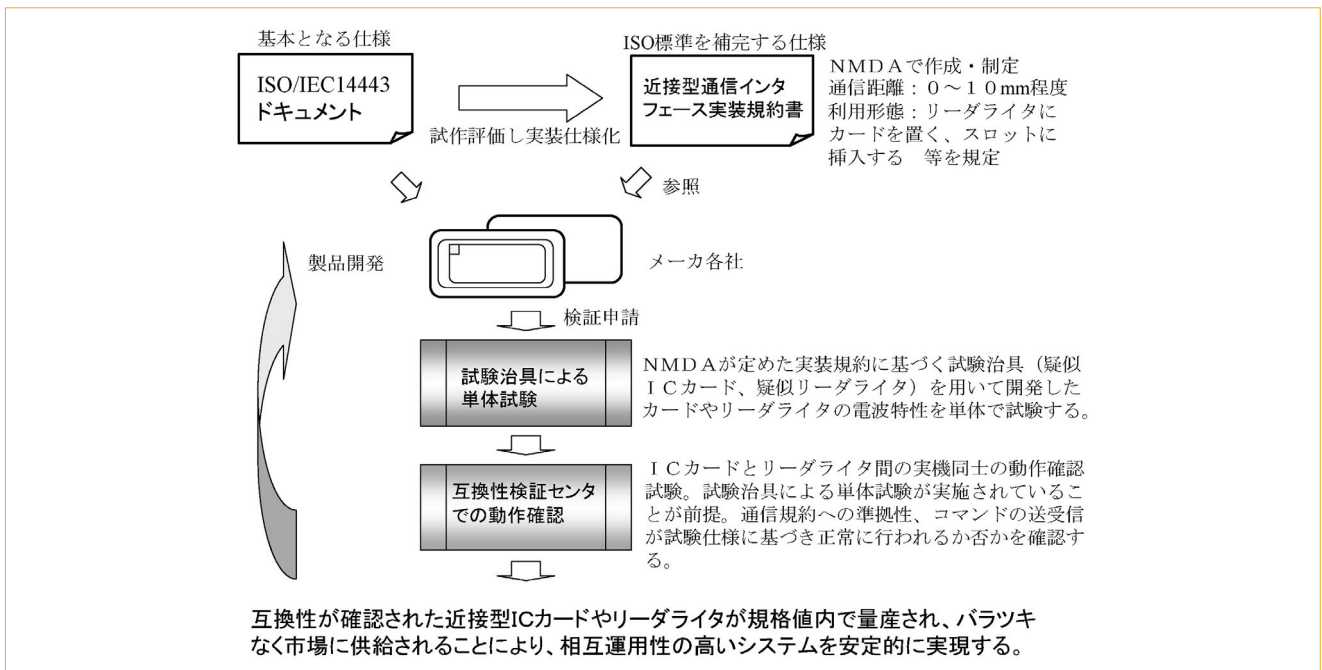 基本となる仕様
ISO/IEC14443
ドキュメント
試作評価し実装仕様化
ISO標準を補完する仕様
近接型通信インタ
フェース実装規約書
NMDAで作成・制定
通信距離:0~10mm程度
利用形態:リーダライタに
カードを置く、スロットに
挿入する 等を規定
参照
製品開発
メーカ各社
検証申請
試験治具による
単体試験
NMDAが定めた実装規約に基づく試験治具(疑似
ICカード、疑似リーダライタ)を用いて開発した
カードやリーダライタの電波特性を単体で試験する。
互換性検証センタ
での動作確認
ICカードとリーダライタ間の実機同士の動作確認
試験。試験治具による単体試験が実施されているこ
とが前提。通信規約への準拠性、コマンドの送受信
が試験仕様に基づき正常に行われるか否かを確認す
る。
互換性が確認された近接型ICカードやリーダライタが規格値内で量産され、バラツキ
なく市場に供給されることにより、相互運用性の高いシステムを安定的に実現する。